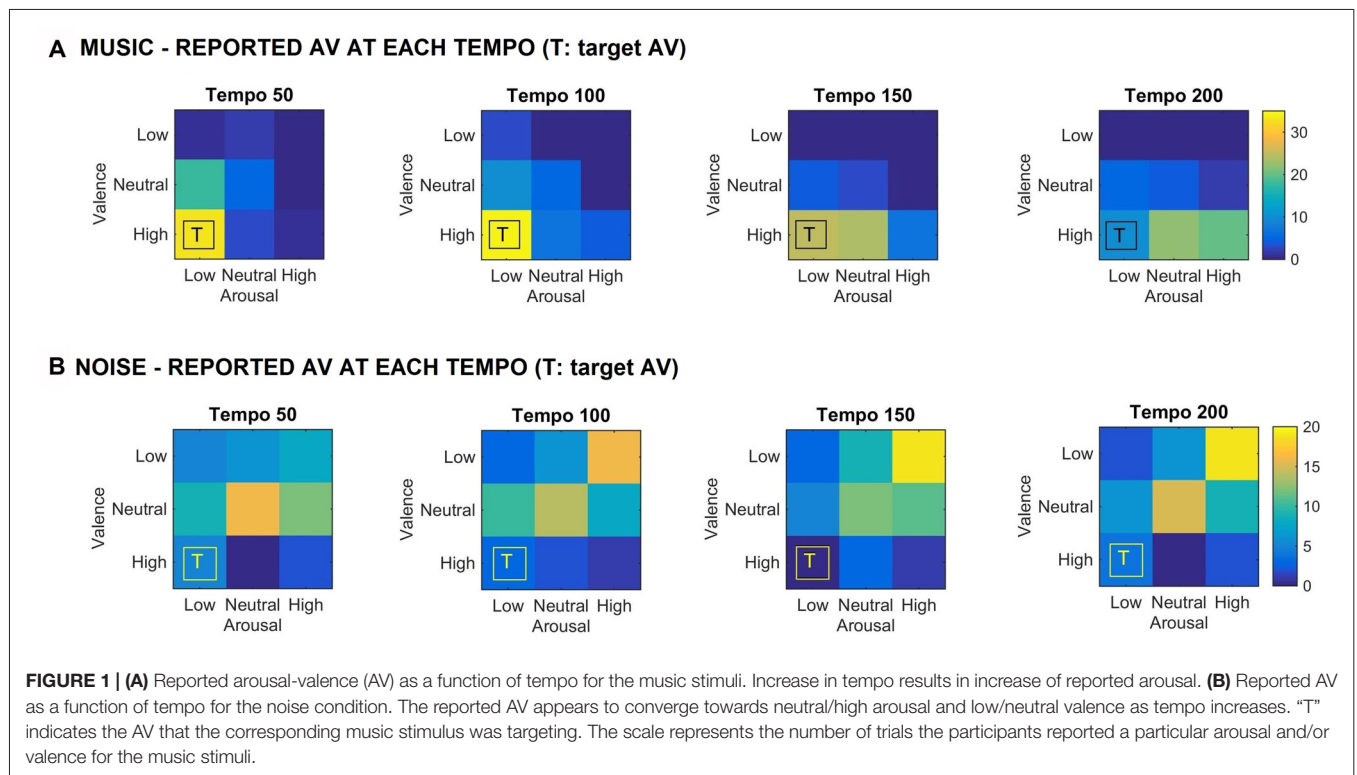 A MUSIC - REPORTED AV AT EACH TEMPO (T: target AV)
Tempo 50
Tempo 100
Tempo 150
Tempo 200
Valence
Low
Neutral
High
T
Low Neutral High
Arousal
Valence
Low
Neutral
High
T
Low Neutral High
Arousal
Valence
Low
Neutral
High
T
Low Neutral High
Arousal
Valence
Low
Neutral
High
T
Low Neutral High
Arousal
30
20
10
0
B NOISE - REPORTED AV AT EACH TEMPO (T: target AV)
Tempo 50
Tempo 100
Tempo 150
Tempo 200
Valence
Low
Neutral
High
T
Low Neutral High
Arousal
Valence
Low
Neutral
High
T
Low Neutral High
Arousal
Valence
Low
Neutral
High
T
Low Neutral High
Arousal
Valence
Low
Neutral
High
T
Low Neutral High
Arousal
20
15
10
5
0
FIGURE 1 | (A) Reported arousal-valence (AV) as a function of tempo for the music stimuli. Increase in tempo results in increase of reported arousal. (B) Reported AV
as a function of tempo for the noise condition. The reported AV appears to converge towards neutral/high arousal and low/neutral valence as tempo increases. “T”
indicates the AV that the corresponding music stimulus was targeting. The scale represents the number of trials the participants reported a particular arousal and/or
valence for the music stimuli.